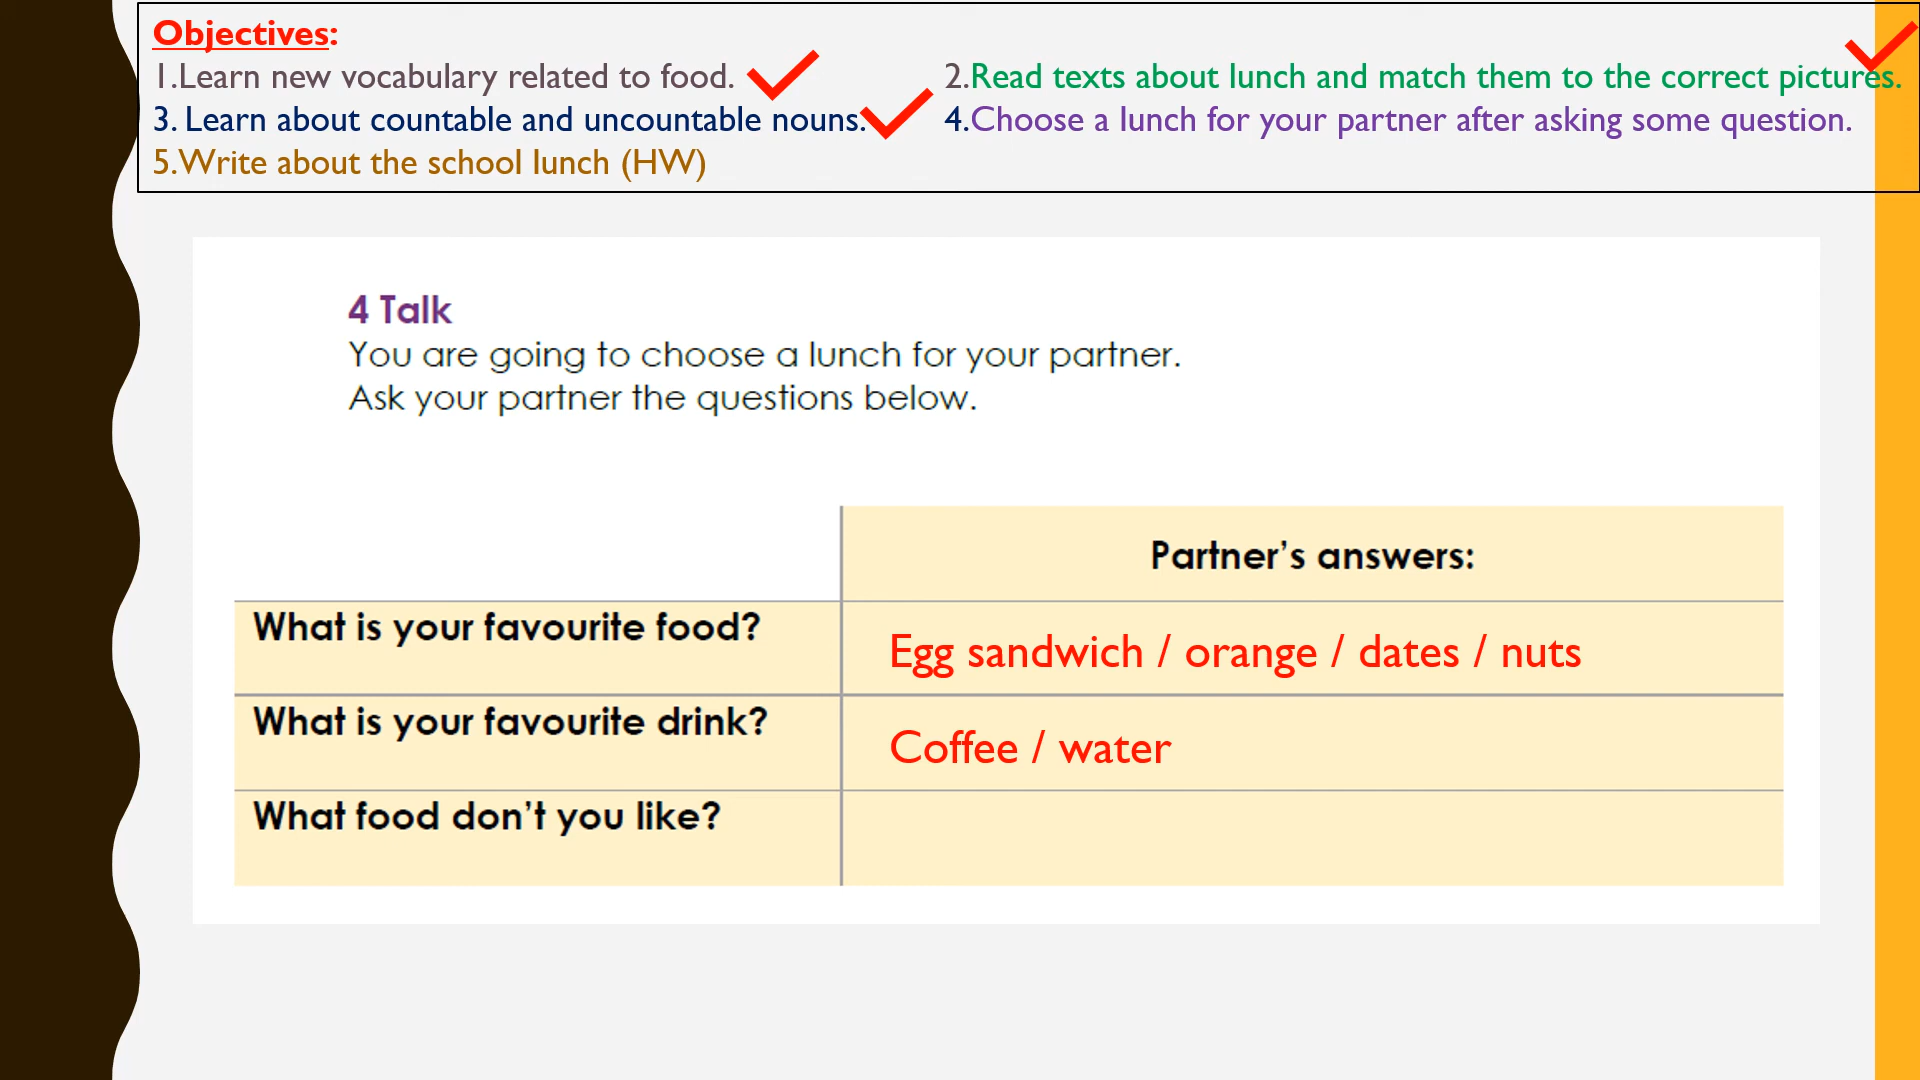 Objectives:
1.Learn new vocabulary related to food. 2.Read texts about lunch and match them to the correct pictures.
3. Learn about countable and uncountable nouns. 4.Choose a lunch for your partner after asking some question.
5.Write about the school lunch (HW)
4 Talk
You are going to choose a lunch for your partner.
Ask your partner the questions below.
Partner’s answers:
What is your favourite food? Egg sandwich / orange / dates / nuts
What is your favourite drink? Coffee / water
What food don’t you like?